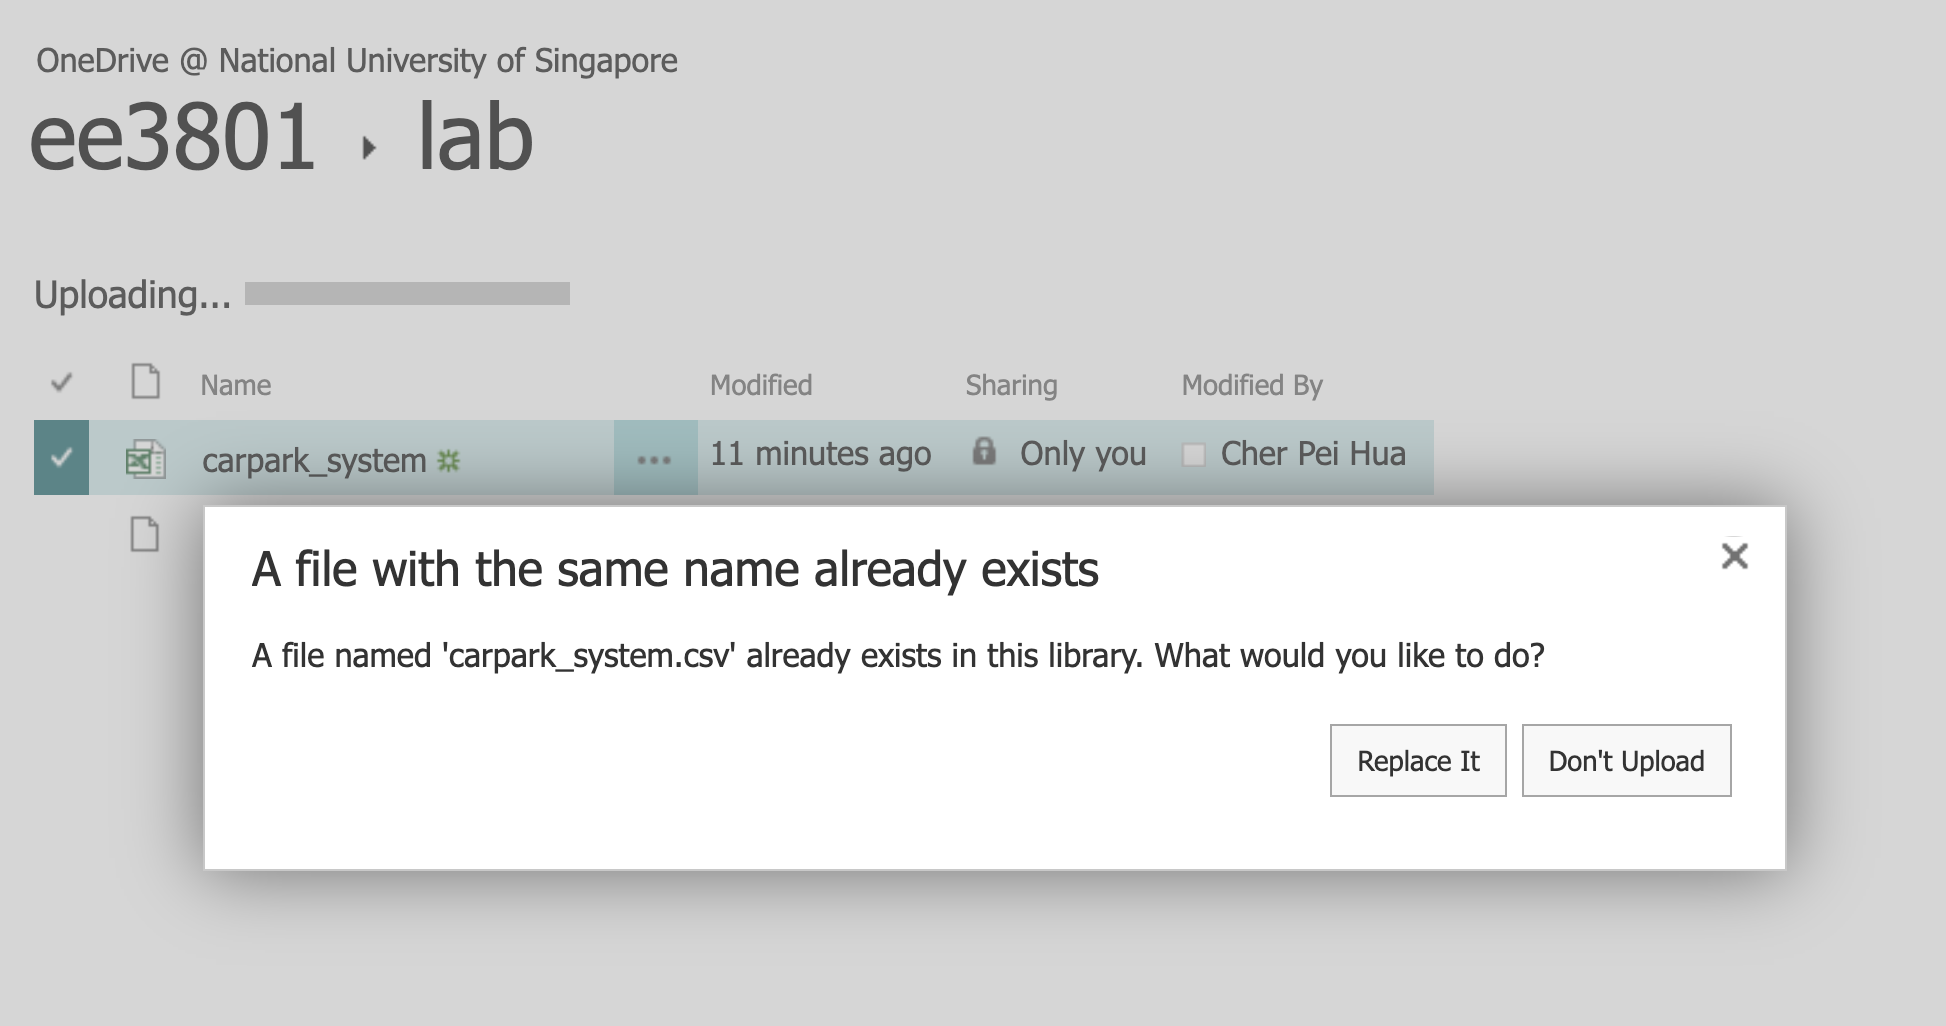 OneDrive @ National University of Singapore
ee3801 ▸ lab
Uploading...
Name Modified Sharing Modified By
carpark_system ... 11 minutes ago Only you Cher Pei Hua
A file with the same name already exists
A file named 'carpark_system.csv' already exists in this library. What would you like to do?
Replace It Don't Upload